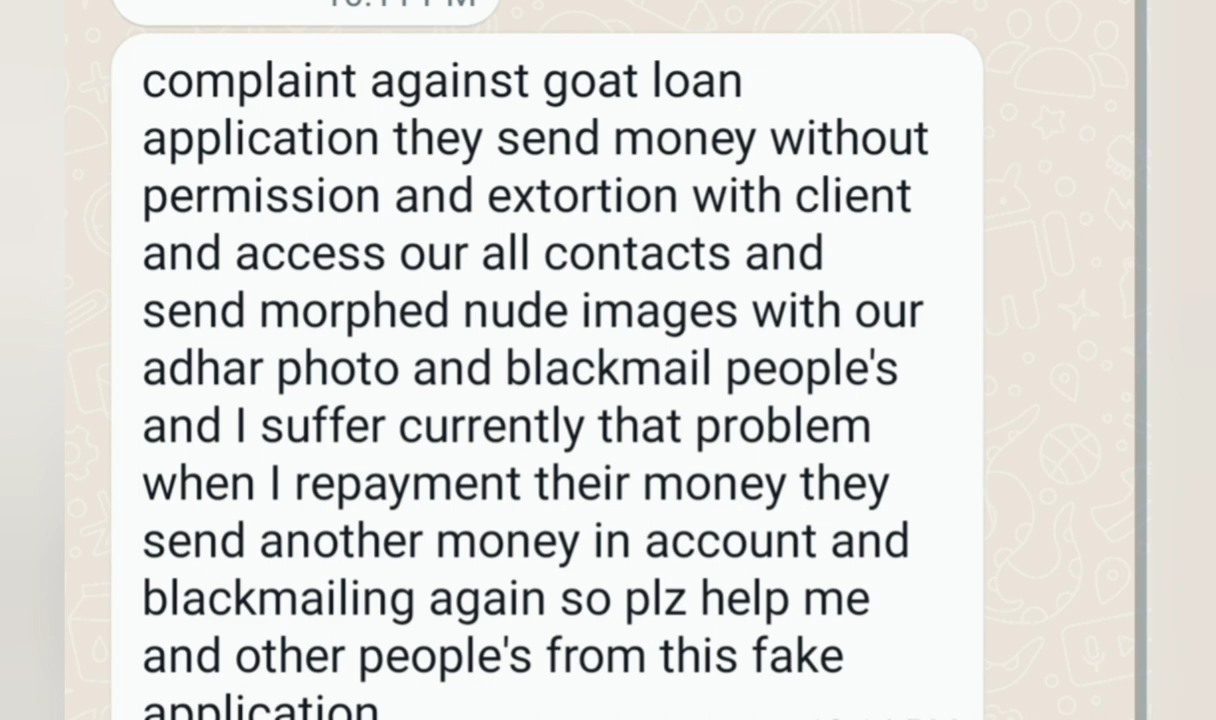 complaint against goat loan
application they send money without
permission and extortion with client
and access our all contacts and
send morphed nude images with our
adhar photo and blackmail people's
and I suffer currently that problem
when I repayment their money they
send another money in account and
blackmailing again so plz help me
and other people's from this fake
application